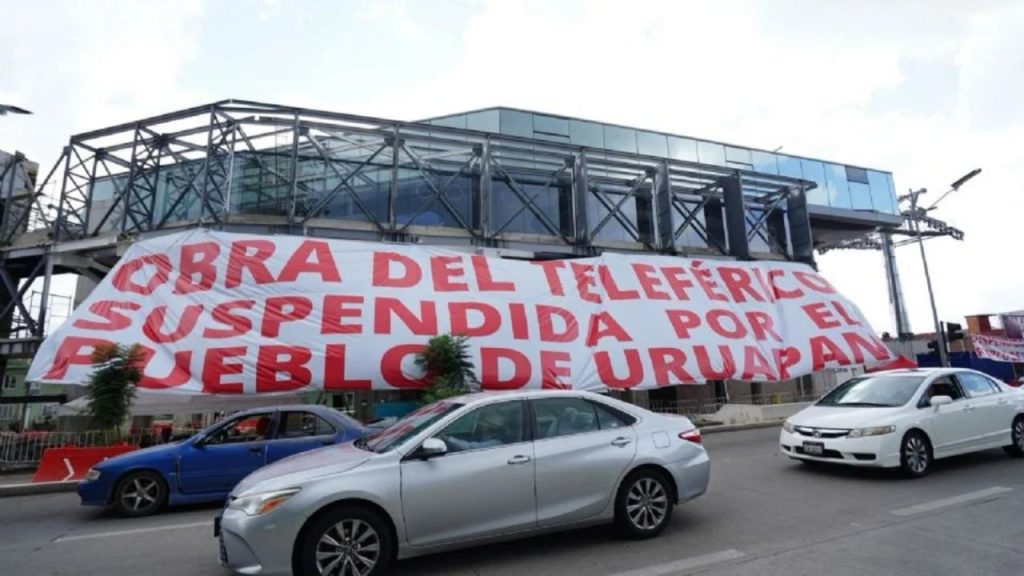 OBRA DEL TELEFÉRICO
SUSPENDIDA POR EL
PUEBLO DE URUAPAN